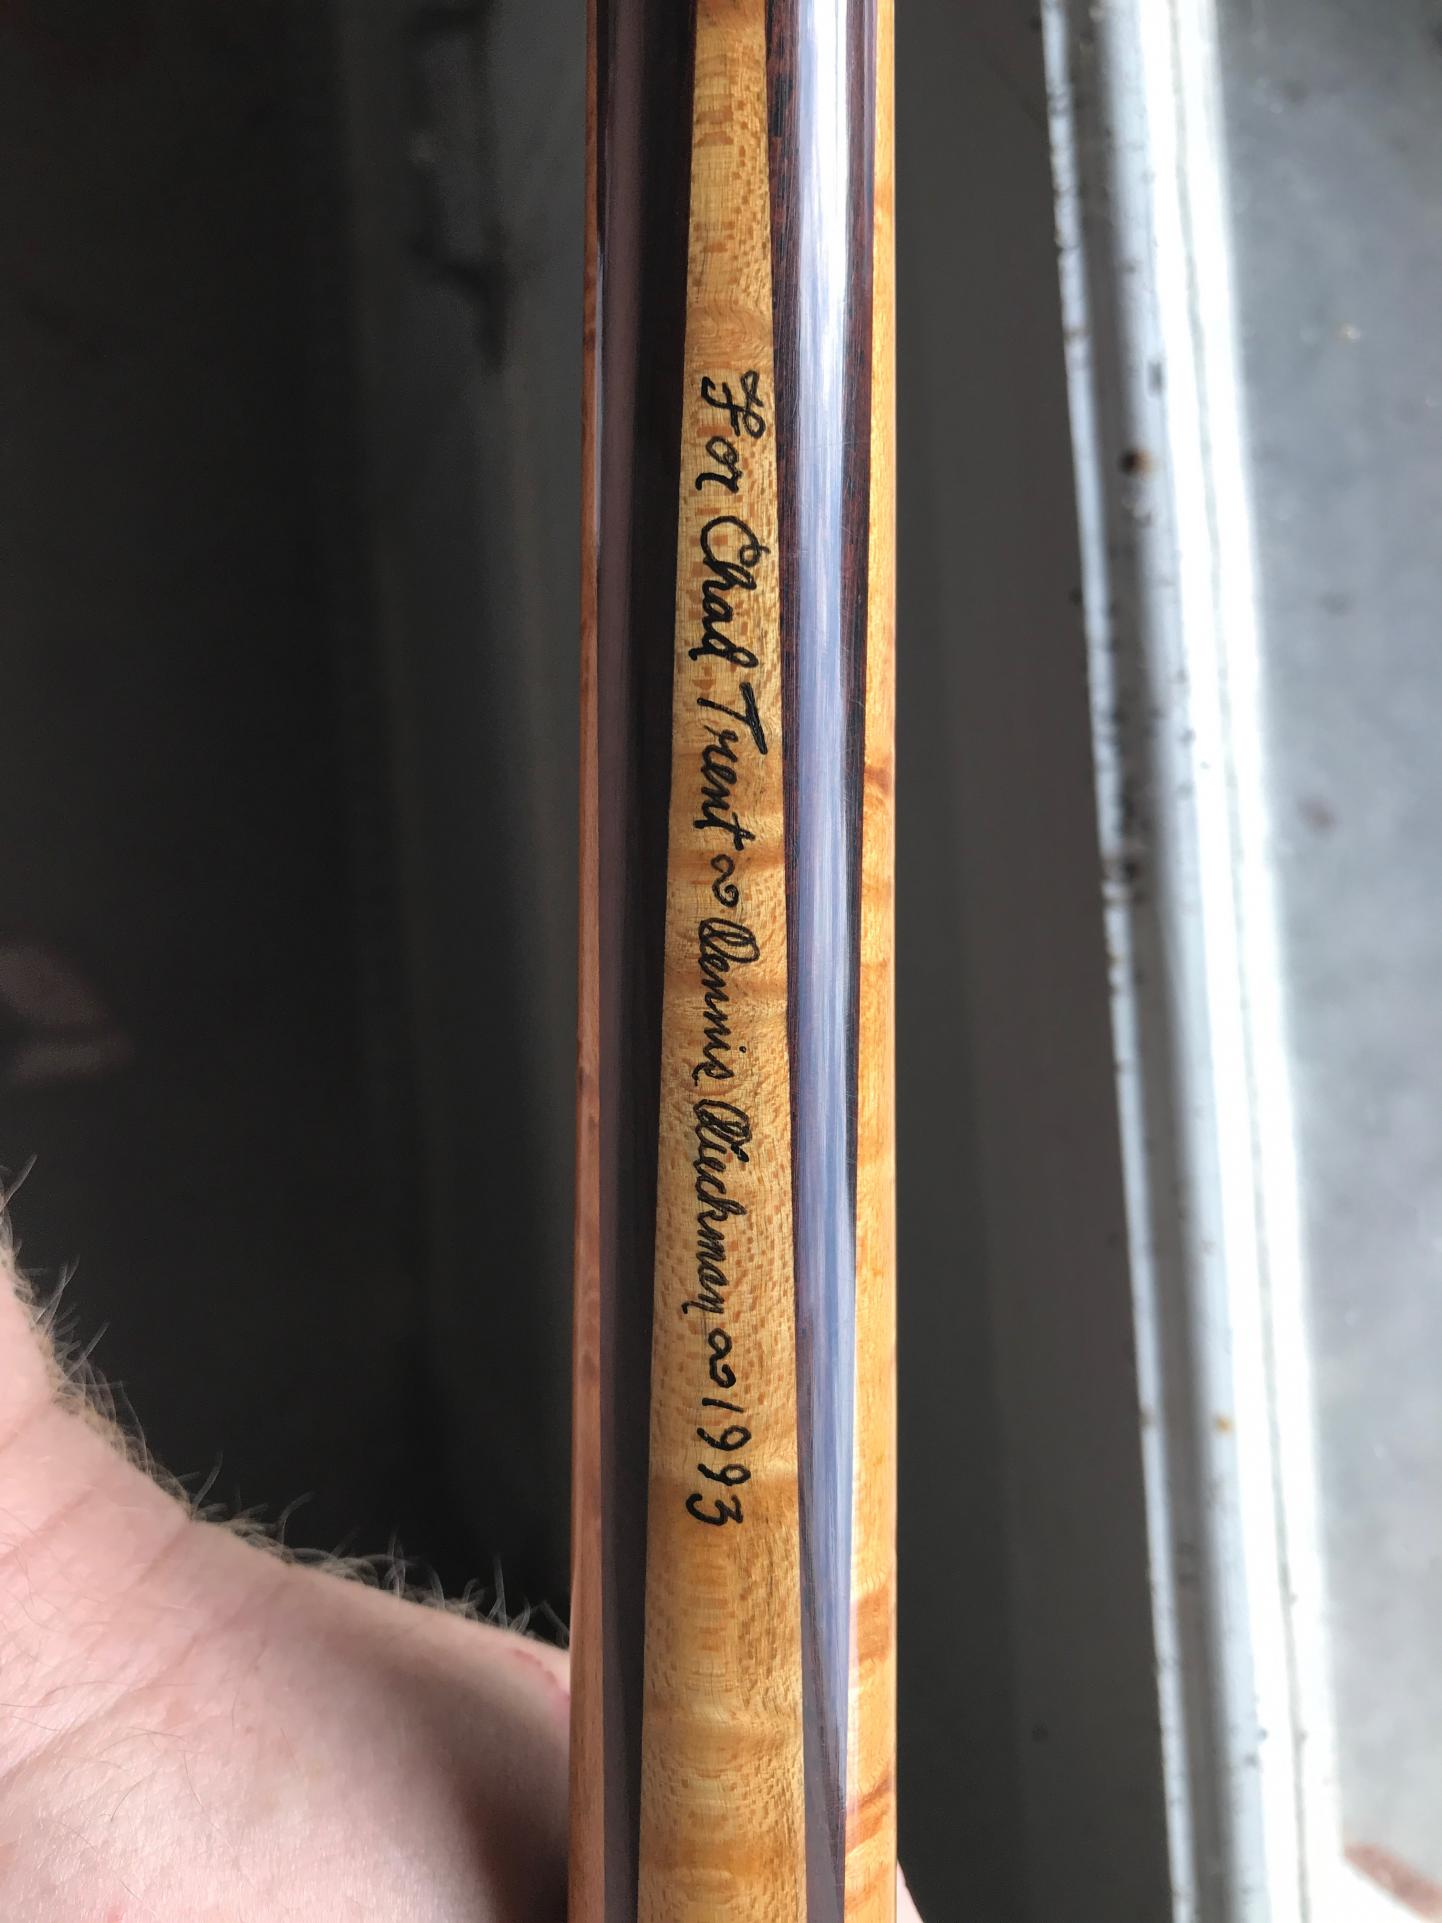 For Chad Trent ~ Dennis Dieckman ~ 1993